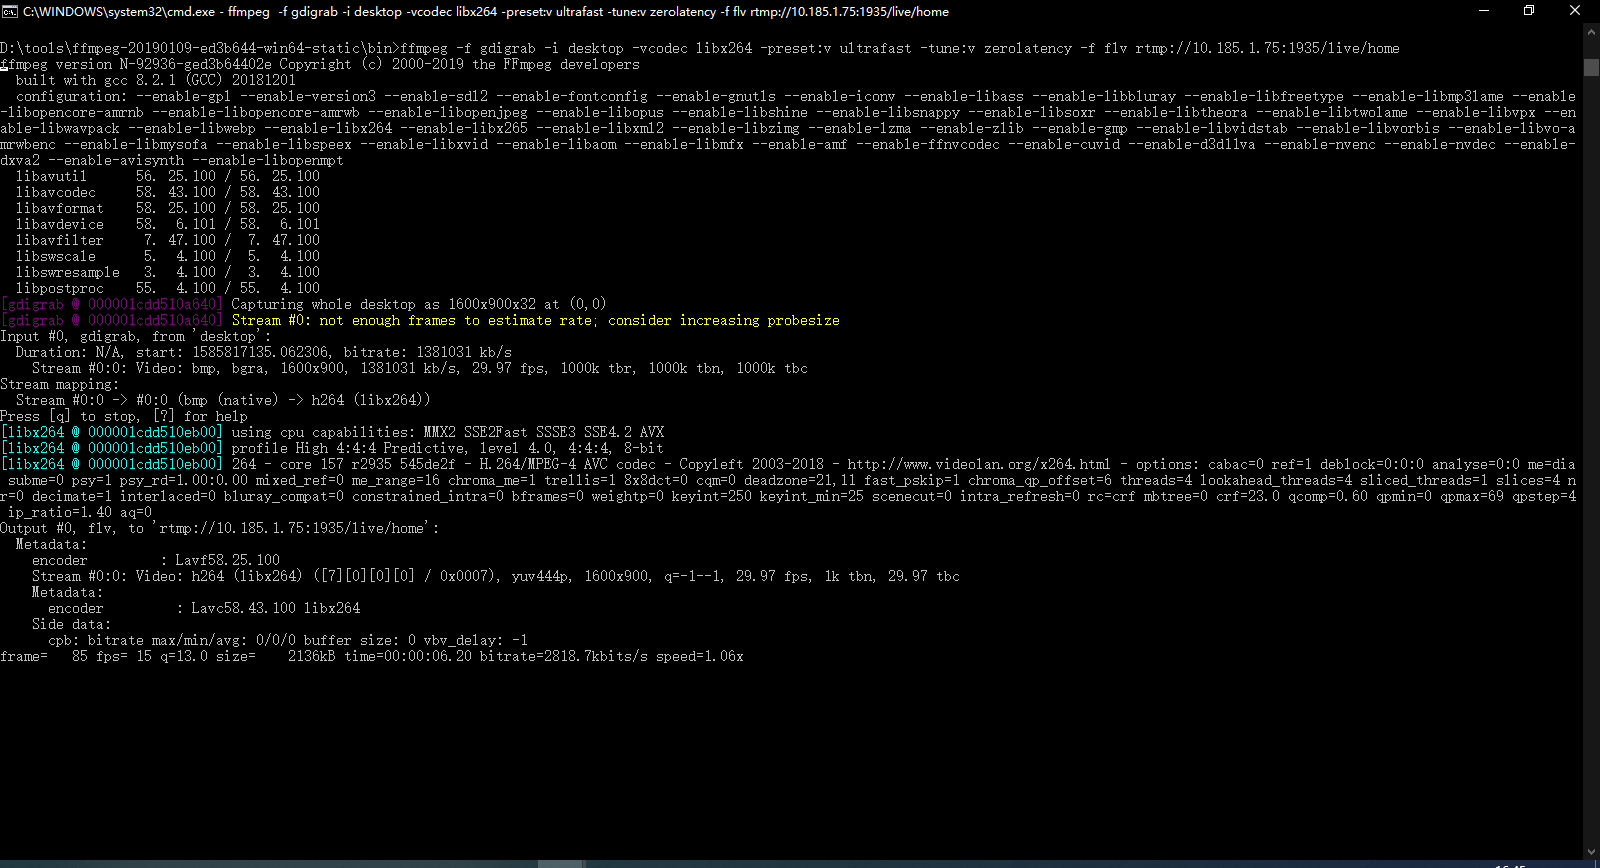 C:\WINDOWS\system32\cmd.exe - ffmpeg  -f gdigrab -i desktop -vcodec libx264 -preset:v ultrafast -tune:v zerolatency -f flv rtmp://10.185.1.75:1935/live/home
D:\tools\ffmpeg-20190109-ed3b644-win64-static\bin>ffmpeg -f gdigrab -i desktop -vcodec libx264 -preset:v ultrafast -tune:v zerolatency -f flv rtmp://10.185.1.75:1935/live/home
ffmpeg version N-92936-ged3b64402e Copyright (c) 2000-2019 the FFmpeg developers
  built with gcc 8.2.1 (GCC) 20181201
  configuration: --enable-gpl --enable-version3 --enable-sdl2 --enable-fontconfig --enable-gnutls --enable-iconv --enable-libass --enable-libbluray --enable-libfreetype --enable-libmp3lame --enable
-libopencore-amrnb --enable-libopencore-amrwb --enable-libopenjpeg --enable-libopus --enable-libshine --enable-libsnappy --enable-libsoxr --enable-libtheora --enable-libtwolame --enable-libvpx --en
able-libwavpack --enable-libwebp --enable-libx264 --enable-libx265 --enable-libxml2 --enable-libzimg --enable-lzma --enable-zlib --enable-gmp --enable-libvidstab --enable-libvorbis --enable-libvo-a
mrwbenc --enable-libmysofa --enable-libspeex --enable-libxvid --enable-libaom --enable-libmfx --enable-amf --enable-ffnvcodec --enable-cuvid --enable-d3d11va --enable-nvenc --enable-nvdec --enable-
dxva2 --enable-avisynth --enable-libopenmpt
  libavutil      56. 25.100 / 56. 25.100
  libavcodec     58. 43.100 / 58. 43.100
  libavformat    58. 25.100 / 58. 25.100
  libavdevice    58.  6.101 / 58.  6.101
  libavfilter     7. 47.100 /  7. 47.100
  libswscale      5.  4.100 /  5.  4.100
  libswresample   3.  4.100 /  3.  4.100
  libpostproc    55.  4.100 / 55.  4.100
[gdigrab @ 000001cdd510a640] Capturing whole desktop as 1600x900x32 at (0,0)
[gdigrab @ 000001cdd510a640] Stream #0: not enough frames to estimate rate; consider increasing probesize
Input #0, gdigrab, from 'desktop':
  Duration: N/A, start: 1585817135.062306, bitrate: 1381031 kb/s
    Stream #0:0: Video: bmp, bgra, 1600x900, 1381031 kb/s, 29.97 fps, 1000k tbr, 1000k tbn, 1000k tbc
Stream mapping:
  Stream #0:0 -> #0:0 (bmp (native) -> h264 (libx264))
Press [q] to stop, [?] for help
[libx264 @ 000001cdd510eb00] using cpu capabilities: MMX2 SSE2Fast SSSE3 SSE4.2 AVX
[libx264 @ 000001cdd510eb00] profile High 4:4:4 Predictive, level 4.0, 4:4:4, 8-bit
[libx264 @ 000001cdd510eb00] 264 - core 157 r2935 545de2f - H.264/MPEG-4 AVC codec - Copyleft 2003-2018 - http://www.videolan.org/x264.html - options: cabac=0 ref=1 deblock=0:0:0 analyse=0:0 me=dia
 subme=0 psy=1 psy_rd=1.00:0.00 mixed_ref=0 me_range=16 chroma_me=1 trellis=1 8x8dct=0 cqm=0 deadzone=21,11 fast_pskip=1 chroma_qp_offset=6 threads=4 lookahead_threads=4 sliced_threads=1 slices=4 n
r=0 decimate=1 interlaced=0 bluray_compat=0 constrained_intra=0 bframes=0 weightp=0 keyint=250 keyint_min=25 scenecut=0 intra_refresh=0 rc=crf mbtree=0 crf=23.0 qcomp=0.60 qpmin=0 qpmax=69 qpstep=4
 ip_ratio=1.40 aq=0
Output #0, flv, to 'rtmp://10.185.1.75:1935/live/home':
  Metadata:
    encoder         : Lavf58.25.100
    Stream #0:0: Video: h264 (libx264) ([7][0][0][0] / 0x0007), yuv444p, 1600x900, q=-1--1, 29.97 fps, 1k tbn, 29.97 tbc
    Metadata:
      encoder         : Lavc58.43.100 libx264
    Side data:
      cpb: bitrate max/min/avg: 0/0/0 buffer size: 0 vbv_delay: -1
frame=   85 fps= 15 q=13.0 size=    2136kB time=00:00:06.20 bitrate=2818.7kbits/s speed=1.06x